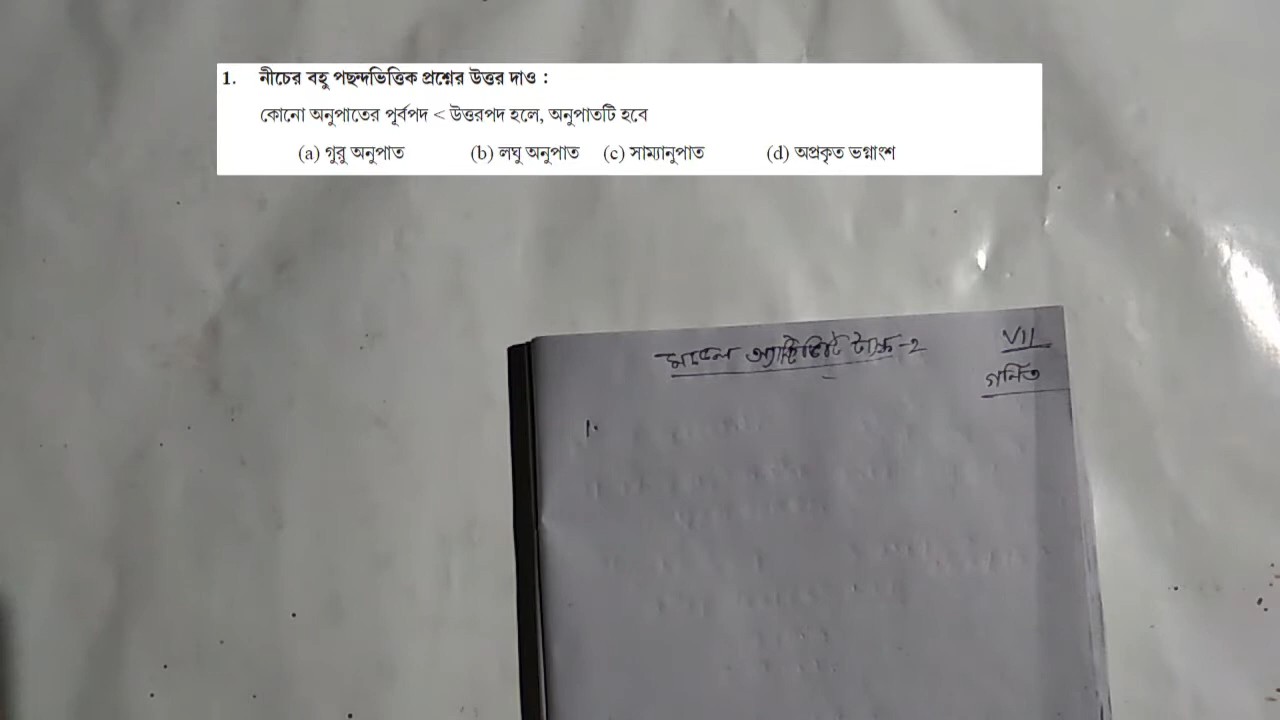 1. নীচের বহু পছন্দভিত্তিক প্রশ্নের উত্তর দাও :
কোনো অনুপাতের পূর্বপদ < উত্তরপদ হলে, অনুপাতটি হবে
(a) গুরু অনুপাত (b) লঘু অনুপাত (c) সাম্যানুপাত (d) অপ্রকৃত ভগ্নাংশ
মডেল অ্যাক্টিভিটি টাস্ক -২ VII
গনিত
1.